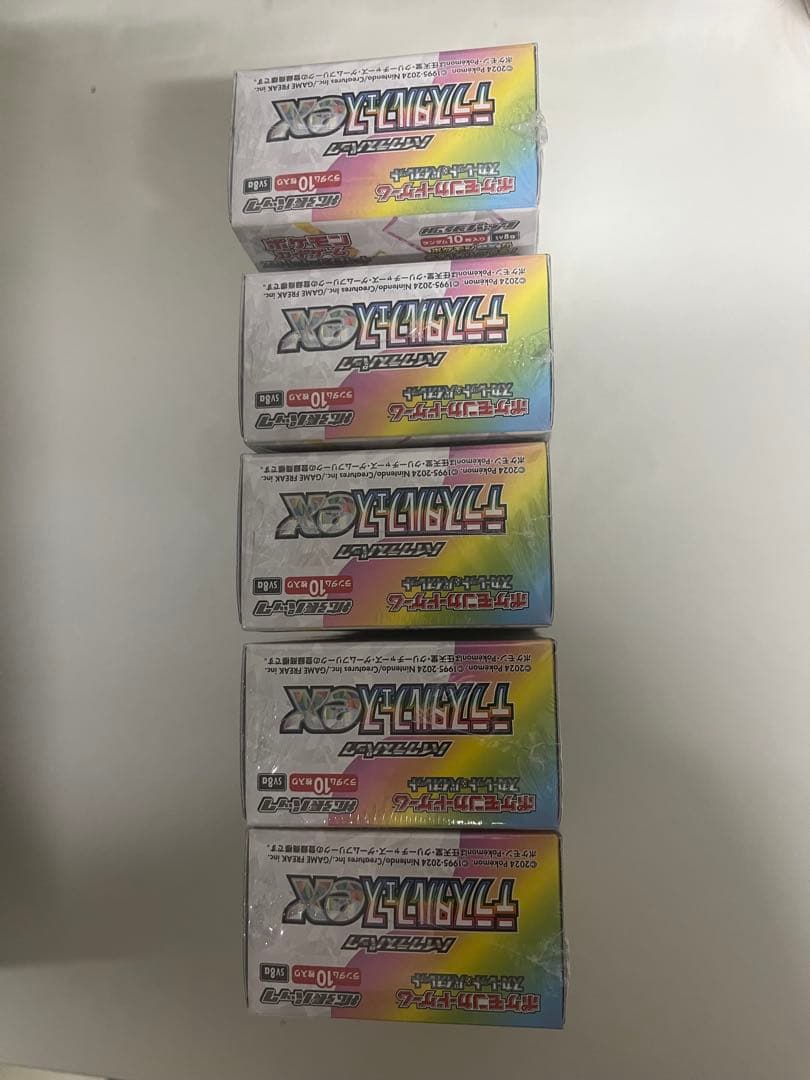 ポケモンカードゲーム
スカーレット&バイオレット
拡張パック
ランダム10枚入り SV8a
ハイクラスパック
テラスタルフェスex
©2024 Pokémon. ©1995-2024 Nintendo/Creatures Inc./GAME FREAK inc.
ポケモン・Pokémonは任天堂・クリーチャーズ・ゲームフリークの登録商標です。
ポケモンカードゲーム
スカーレット&バイオレット
拡張パック
ランダム10枚入り SV8a
ハイクラスパック
テラスタルフェスex
©2024 Pokémon. ©1995-2024 Nintendo/Creatures Inc./GAME FREAK inc.
ポケモン・Pokémonは任天堂・クリーチャーズ・ゲームフリークの登録商標です。
ポケモンカードゲーム
スカーレット&バイオレット
拡張パック
ランダム10枚入り SV8a
ハイクラスパック
テラスタルフェスex
©2024 Pokémon. ©1995-2024 Nintendo/Creatures Inc./GAME FREAK inc.
ポケモン・Pokémonは任天堂・クリーチャーズ・ゲームフリークの登録商標です。
ポケモンカードゲーム
スカーレット&バイオレット
拡張パック
ランダム10枚入り SV8a
ハイクラスパック
テラスタルフェスex
©2024 Pokémon. ©1995-2024 Nintendo/Creatures Inc./GAME FREAK inc.
ポケモン・Pokémonは任天堂・クリーチャーズ・ゲームフリークの登録商標です。
ポケモンカードゲーム
スカーレット&バイオレット
拡張パック
ランダム10枚入り SV8a
ハイクラスパック
テラスタルフェスex
©2024 Pokémon. ©1995-2024 Nintendo/Creatures Inc./GAME FREAK inc.
ポケモン・Pokémonは任天堂・クリーチャーズ・ゲームフリークの登録商標です。